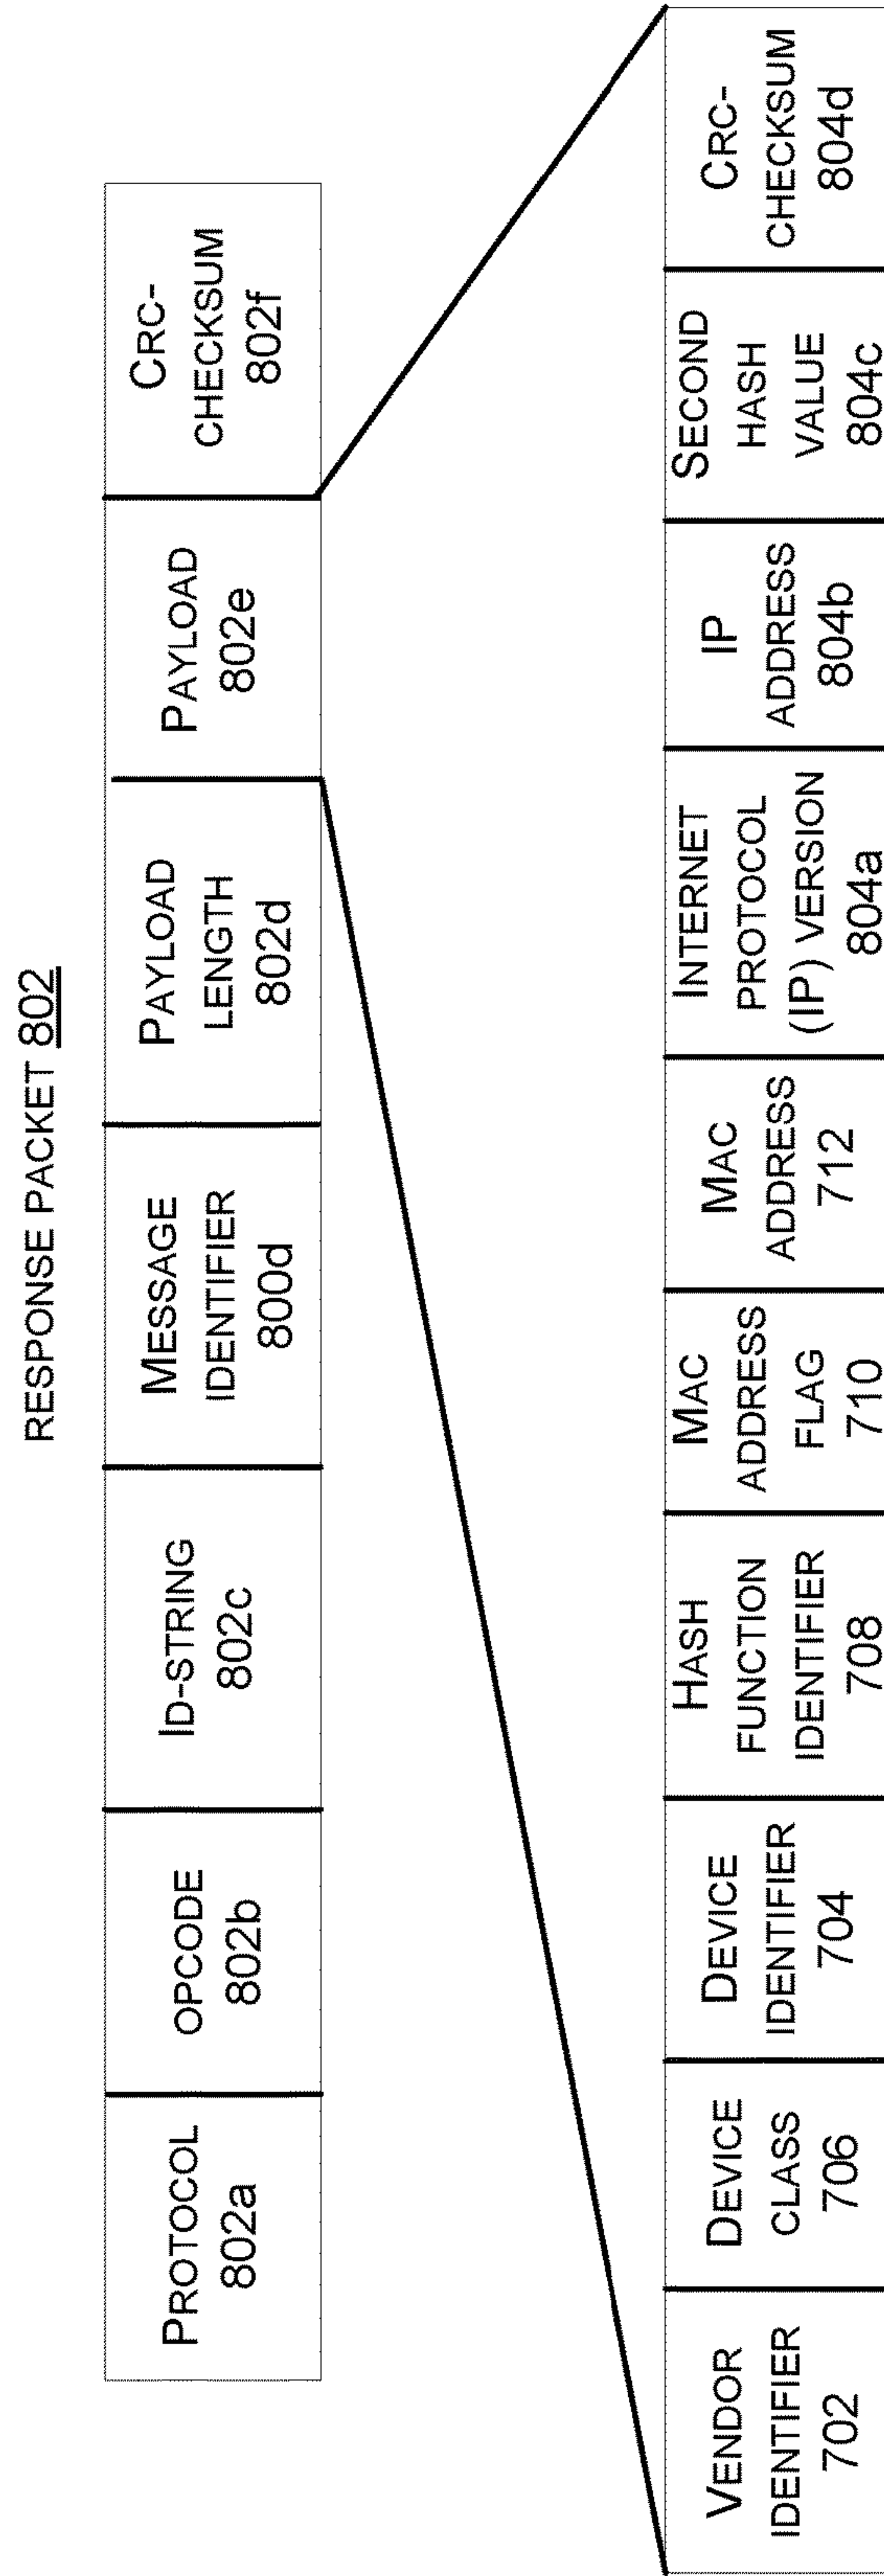 RESPONSE PACKET 802
PROTOCOL
802a
OPCODE
802b
ID-STRING
802c
MESSAGE
IDENTIFIER
800d
PAYLOAD
LENGTH
802d
PAYLOAD
802e
CRC-
CHECKSUM
802f
VENDOR
IDENTIFIER
702
DEVICE
CLASS
706
DEVICE
IDENTIFIER
704
HASH
FUNCTION
IDENTIFIER
708
MAC
ADDRESS
FLAG
710
MAC
ADDRESS
712
INTERNET
PROTOCOL
(IP) VERSION
804a
IP
ADDRESS
804b
SECOND
HASH
VALUE
804c
CRC-
CHECKSUM
804d